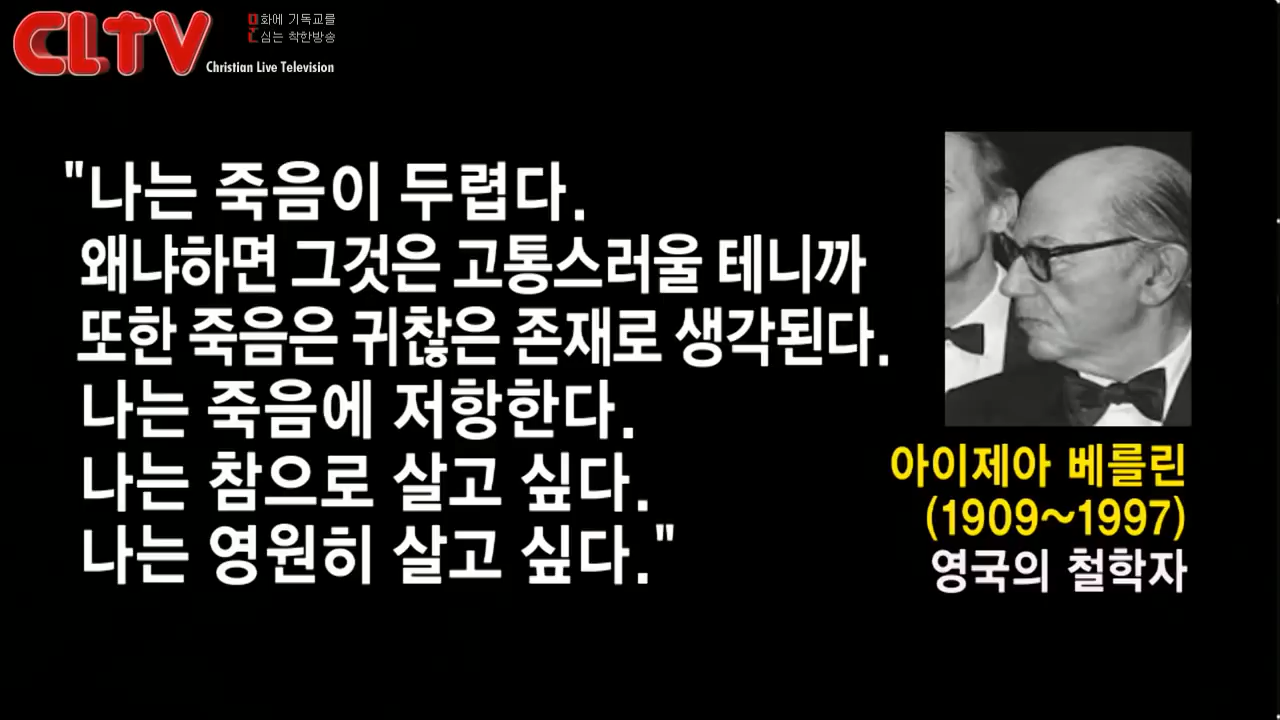 CLTV
문화에 기독교를
심는 착한방송
Christian Live Television
"나는 죽음이 두렵다.
왜냐하면 그것은 고통스러울 테니까
또한 죽음은 귀찮은 존재로 생각된다.
나는 죽음에 저항한다.
나는 참으로 살고 싶다.
나는 영원히 살고 싶다."
아이제아 베를린
(1909~1997)
영국의 철학자